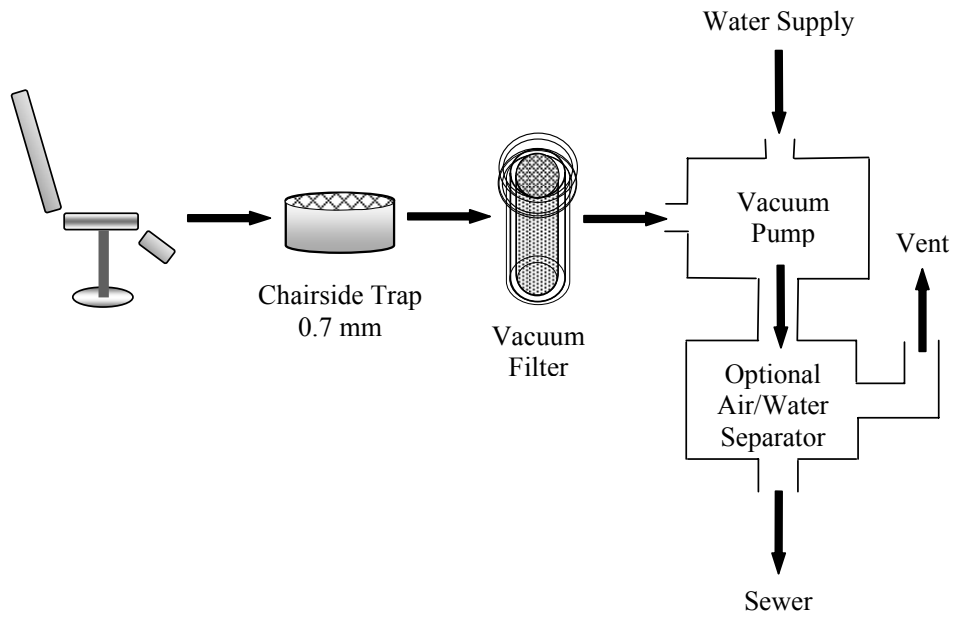 Water Supply
Vacuum
Pump
Vent
Chairside Trap
0.7 mm
Vacuum
Filter
Optional
Air/Water
Separator
Sewer